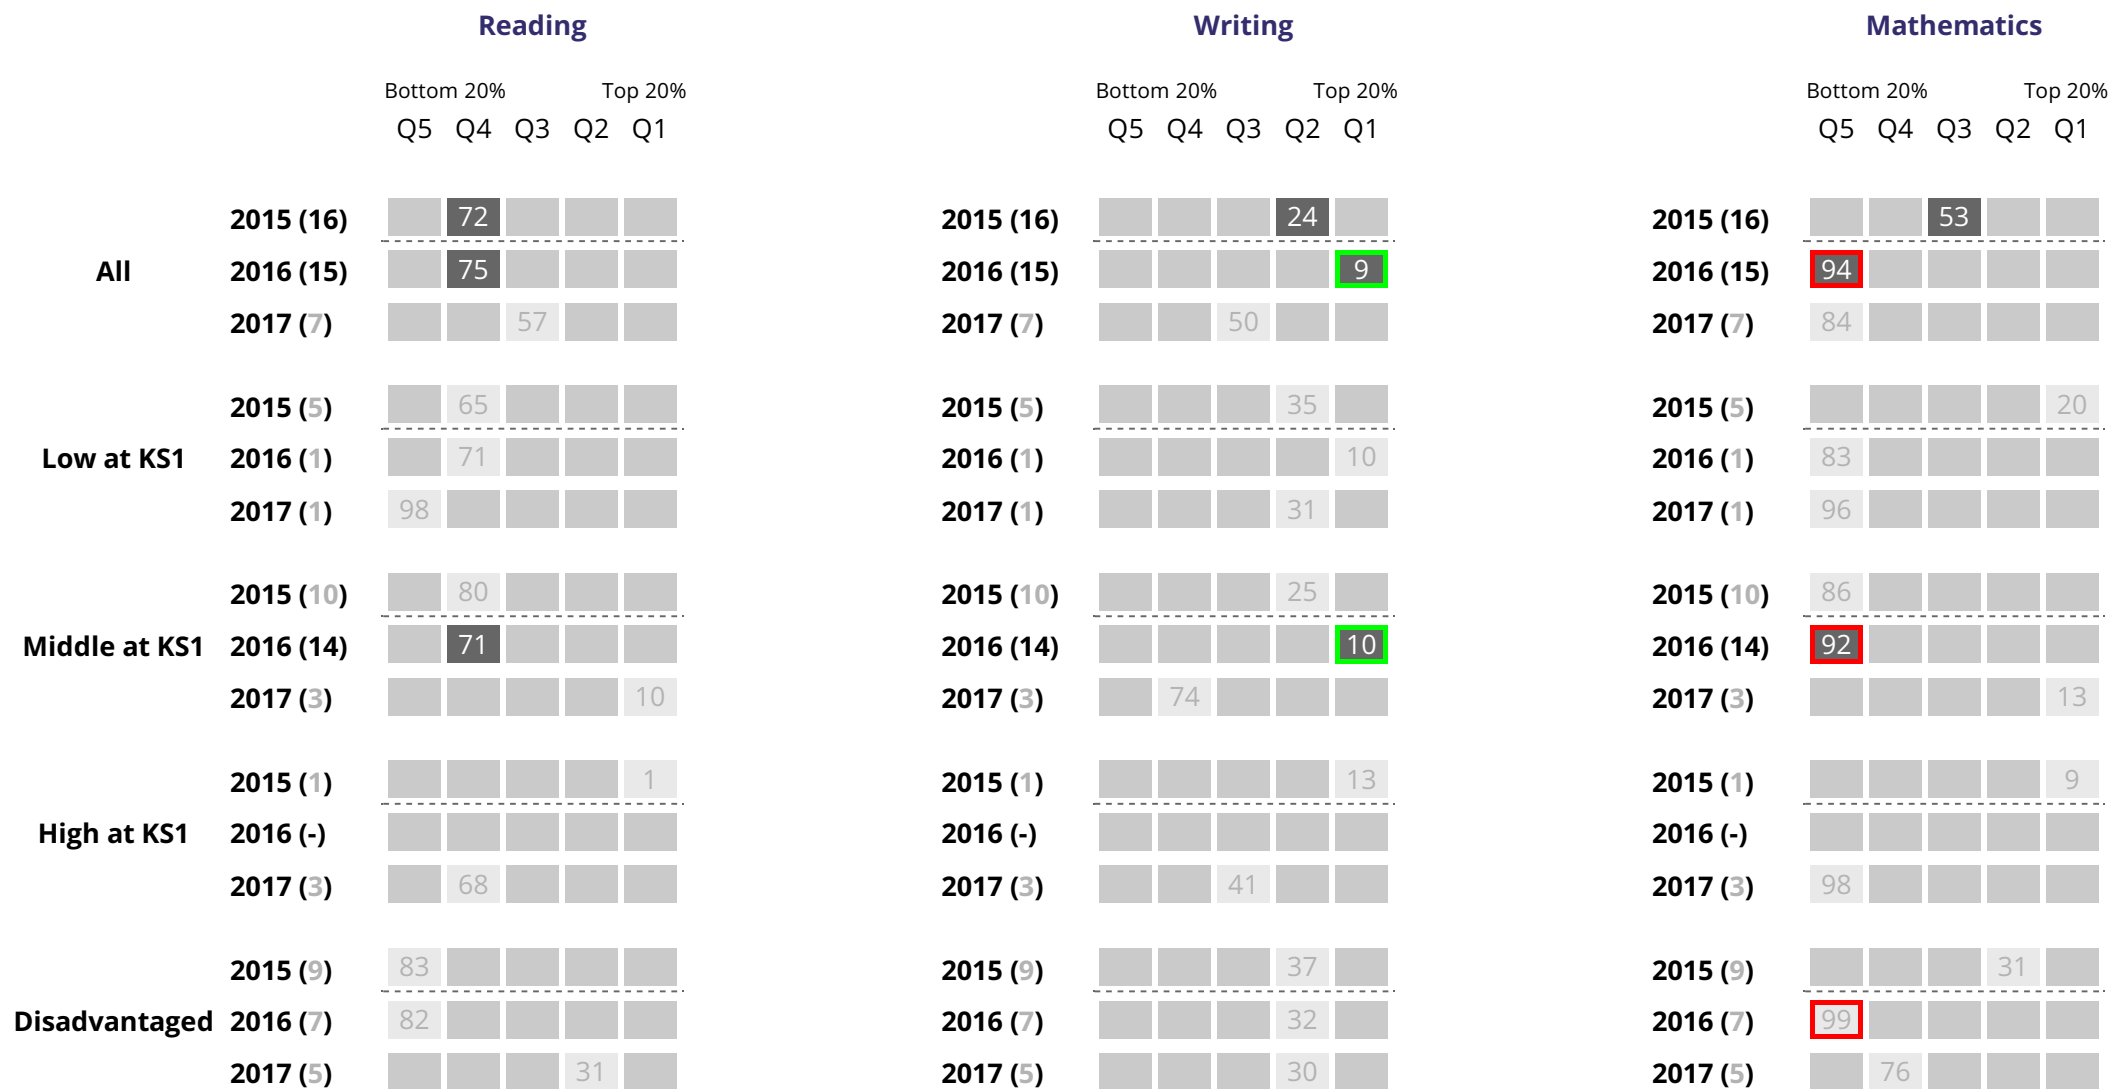 Reading Writing Mathematics
Bottom 20% Top 20% Bottom 20% Top 20% Bottom 20% Top 20%
Q5 Q4 Q3 Q2 Q1 Q5 Q4 Q3 Q2 Q1 Q5 Q4 Q3 Q2 Q1
2015 (16) 72 2015 (16) 24 2015 (16) 53
All 2016 (15) 75 2016 (15) 9 2016 (15) 94
2017 (7) 57 2017 (7) 50 2017 (7) 84
2015 (5) 65 2015 (5) 35 2015 (5) 20
Low at KS1 2016 (1) 71 2016 (1) 10 2016 (1) 83
2017 (1) 98 2017 (1) 31 2017 (1) 96
2015 (10) 80 2015 (10) 25 2015 (10) 86
Middle at KS1 2016 (14) 71 2016 (14) 10 2016 (14) 92
2017 (3) 10 2017 (3) 74 2017 (3) 13
2015 (1) 1 2015 (1) 13 2015 (1) 9
High at KS1 2016 (-) 2016 (-) 2016 (-)
2017 (3) 68 2017 (3) 41 2017 (3) 98
2015 (9) 83 2015 (9) 37 2015 (9) 31
Disadvantaged 2016 (7) 82 2016 (7) 32 2016 (7) 99
2017 (5) 31 2017 (5) 30 2017 (5) 76